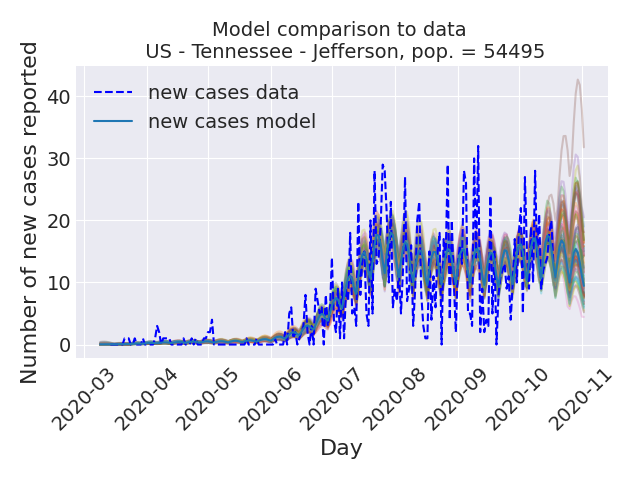 Model comparison to data
US - Tennessee - Jefferson, pop. = 54495
Number of new cases reported
40
30
20
10
0
new cases data
new cases model
2020-03
2020-04
2020-05
2020-06
2020-07
2020-08
2020-09
2020-10
2020-11
Day